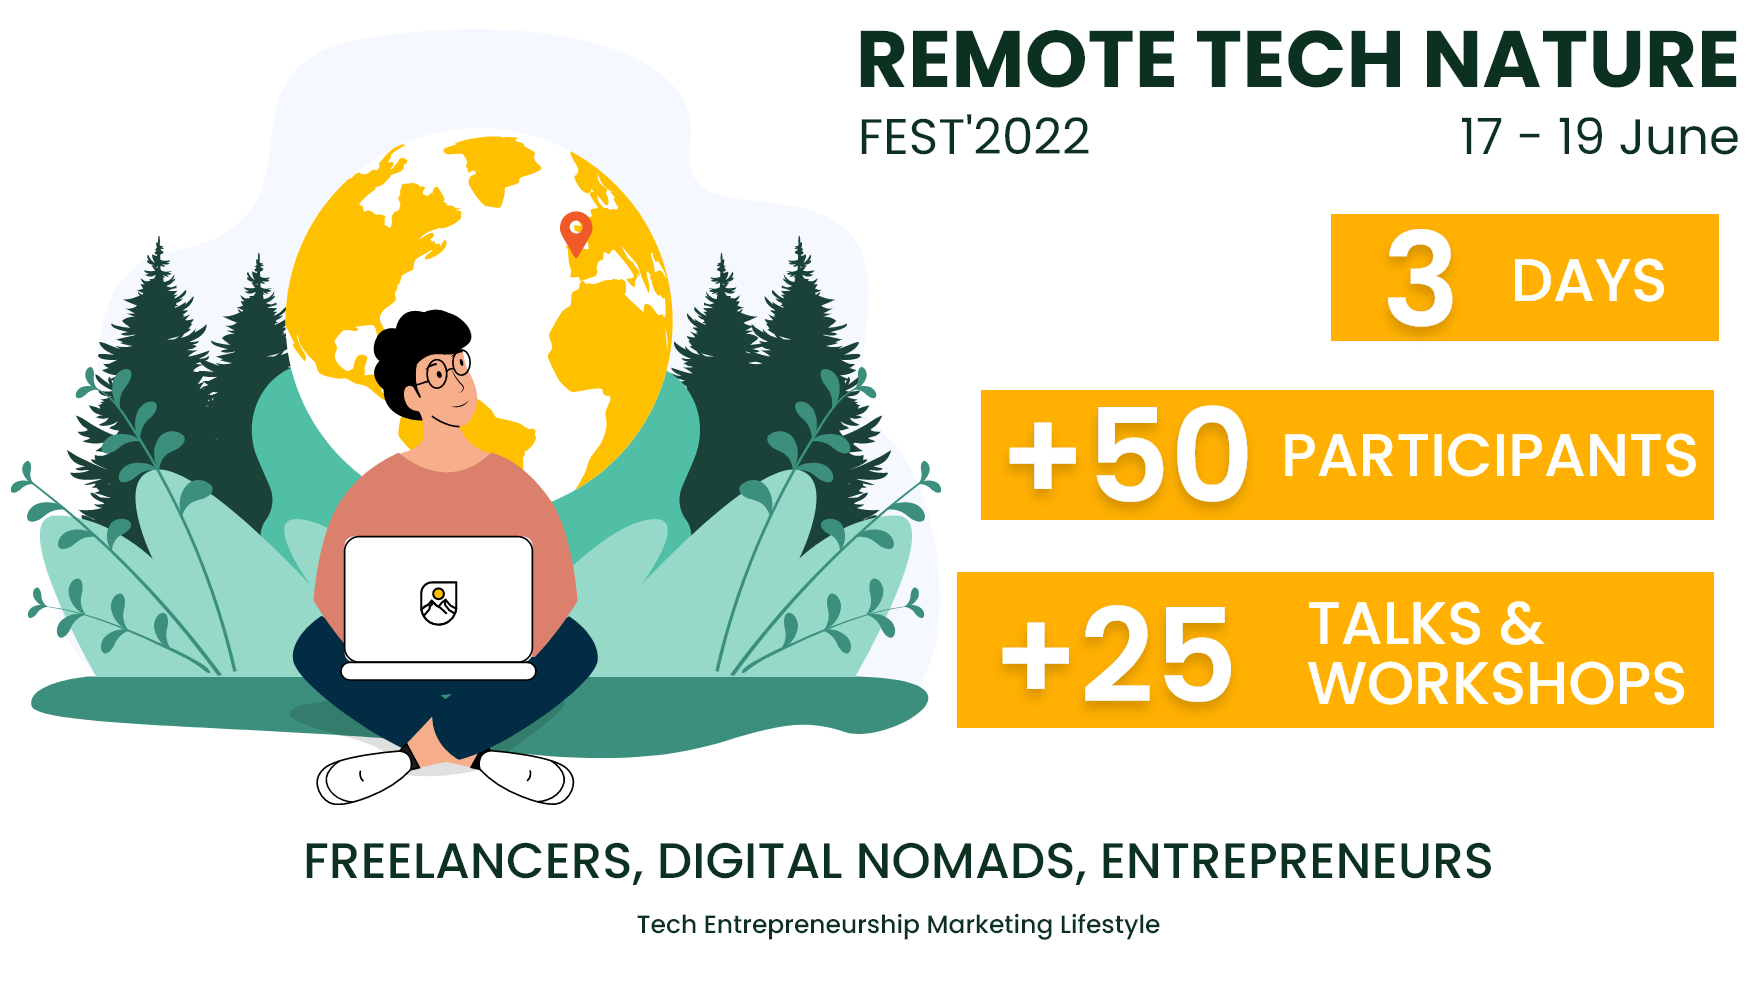 REMOTE TECH NATURE
FEST'2022 17 - 19 June
3 DAYS
+50 PARTICIPANTS
+25 TALKS &
WORKSHOPS
FREELANCERS, DIGITAL NOMADS, ENTREPRENEURS
Tech Entrepreneurship Marketing Lifestyle